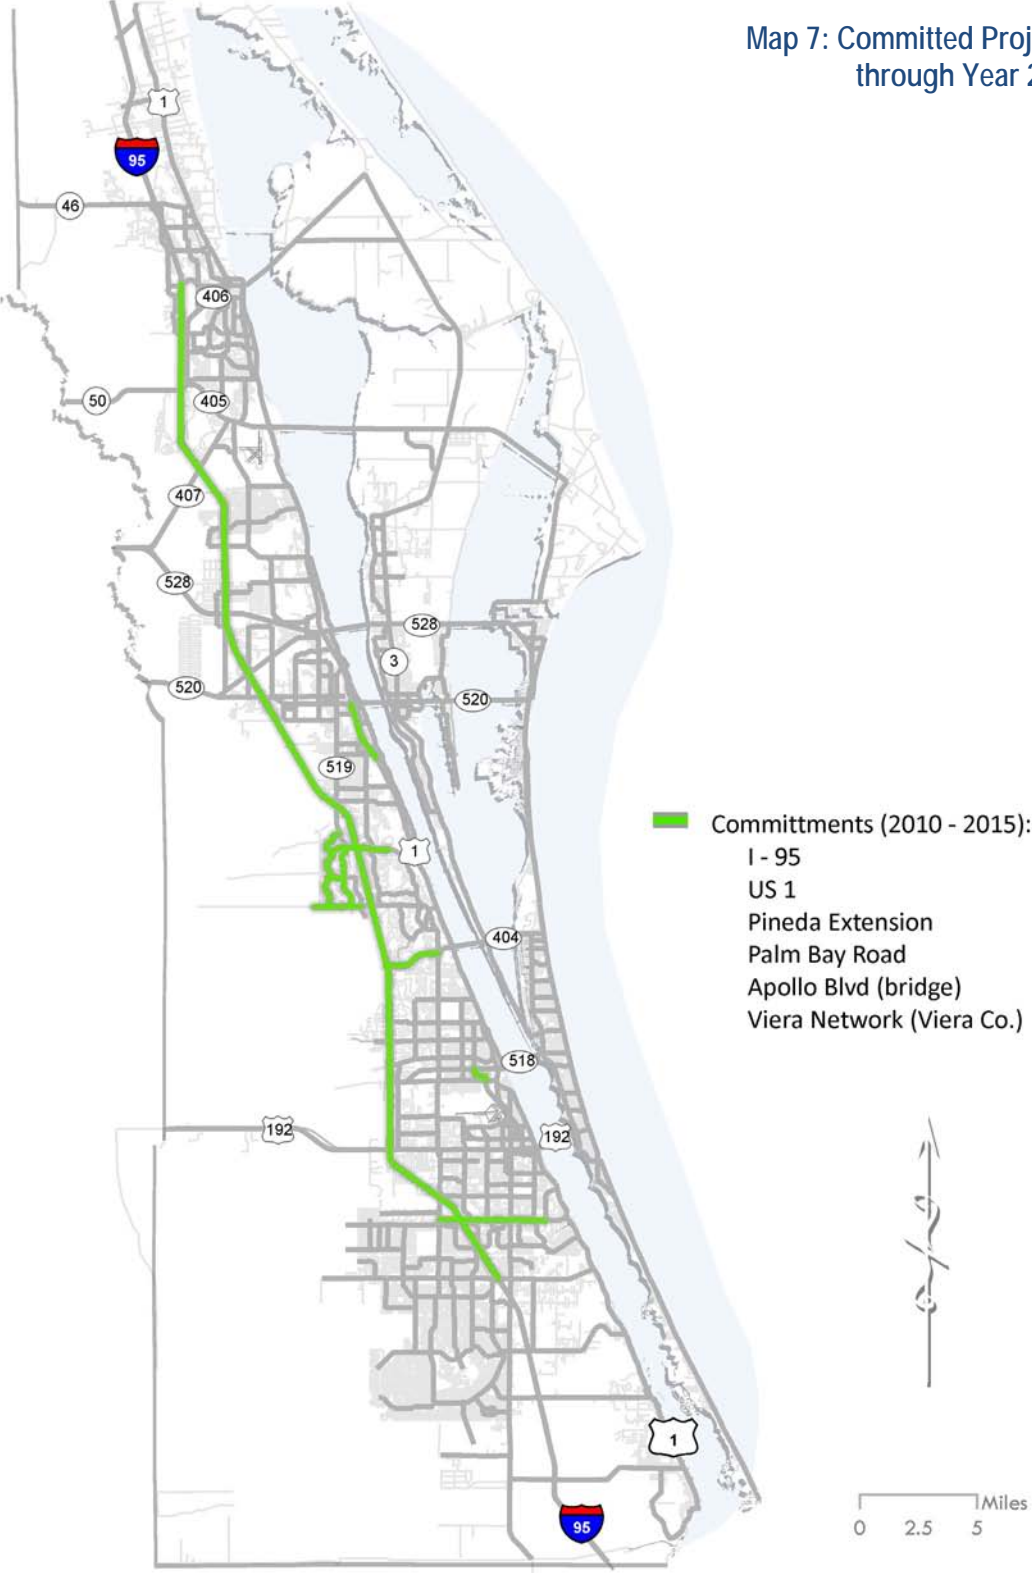 Map 7: Committed Proj
through Year 2
1
95
46
406
50
405
407
528
528
3
520
520
519
1
404
518
192
192
1
95
Committments (2010 - 2015):
I - 95
US 1
Pineda Extension
Palm Bay Road
Apollo Blvd (bridge)
Viera Network (Viera Co.)
Miles
0 2.5 5